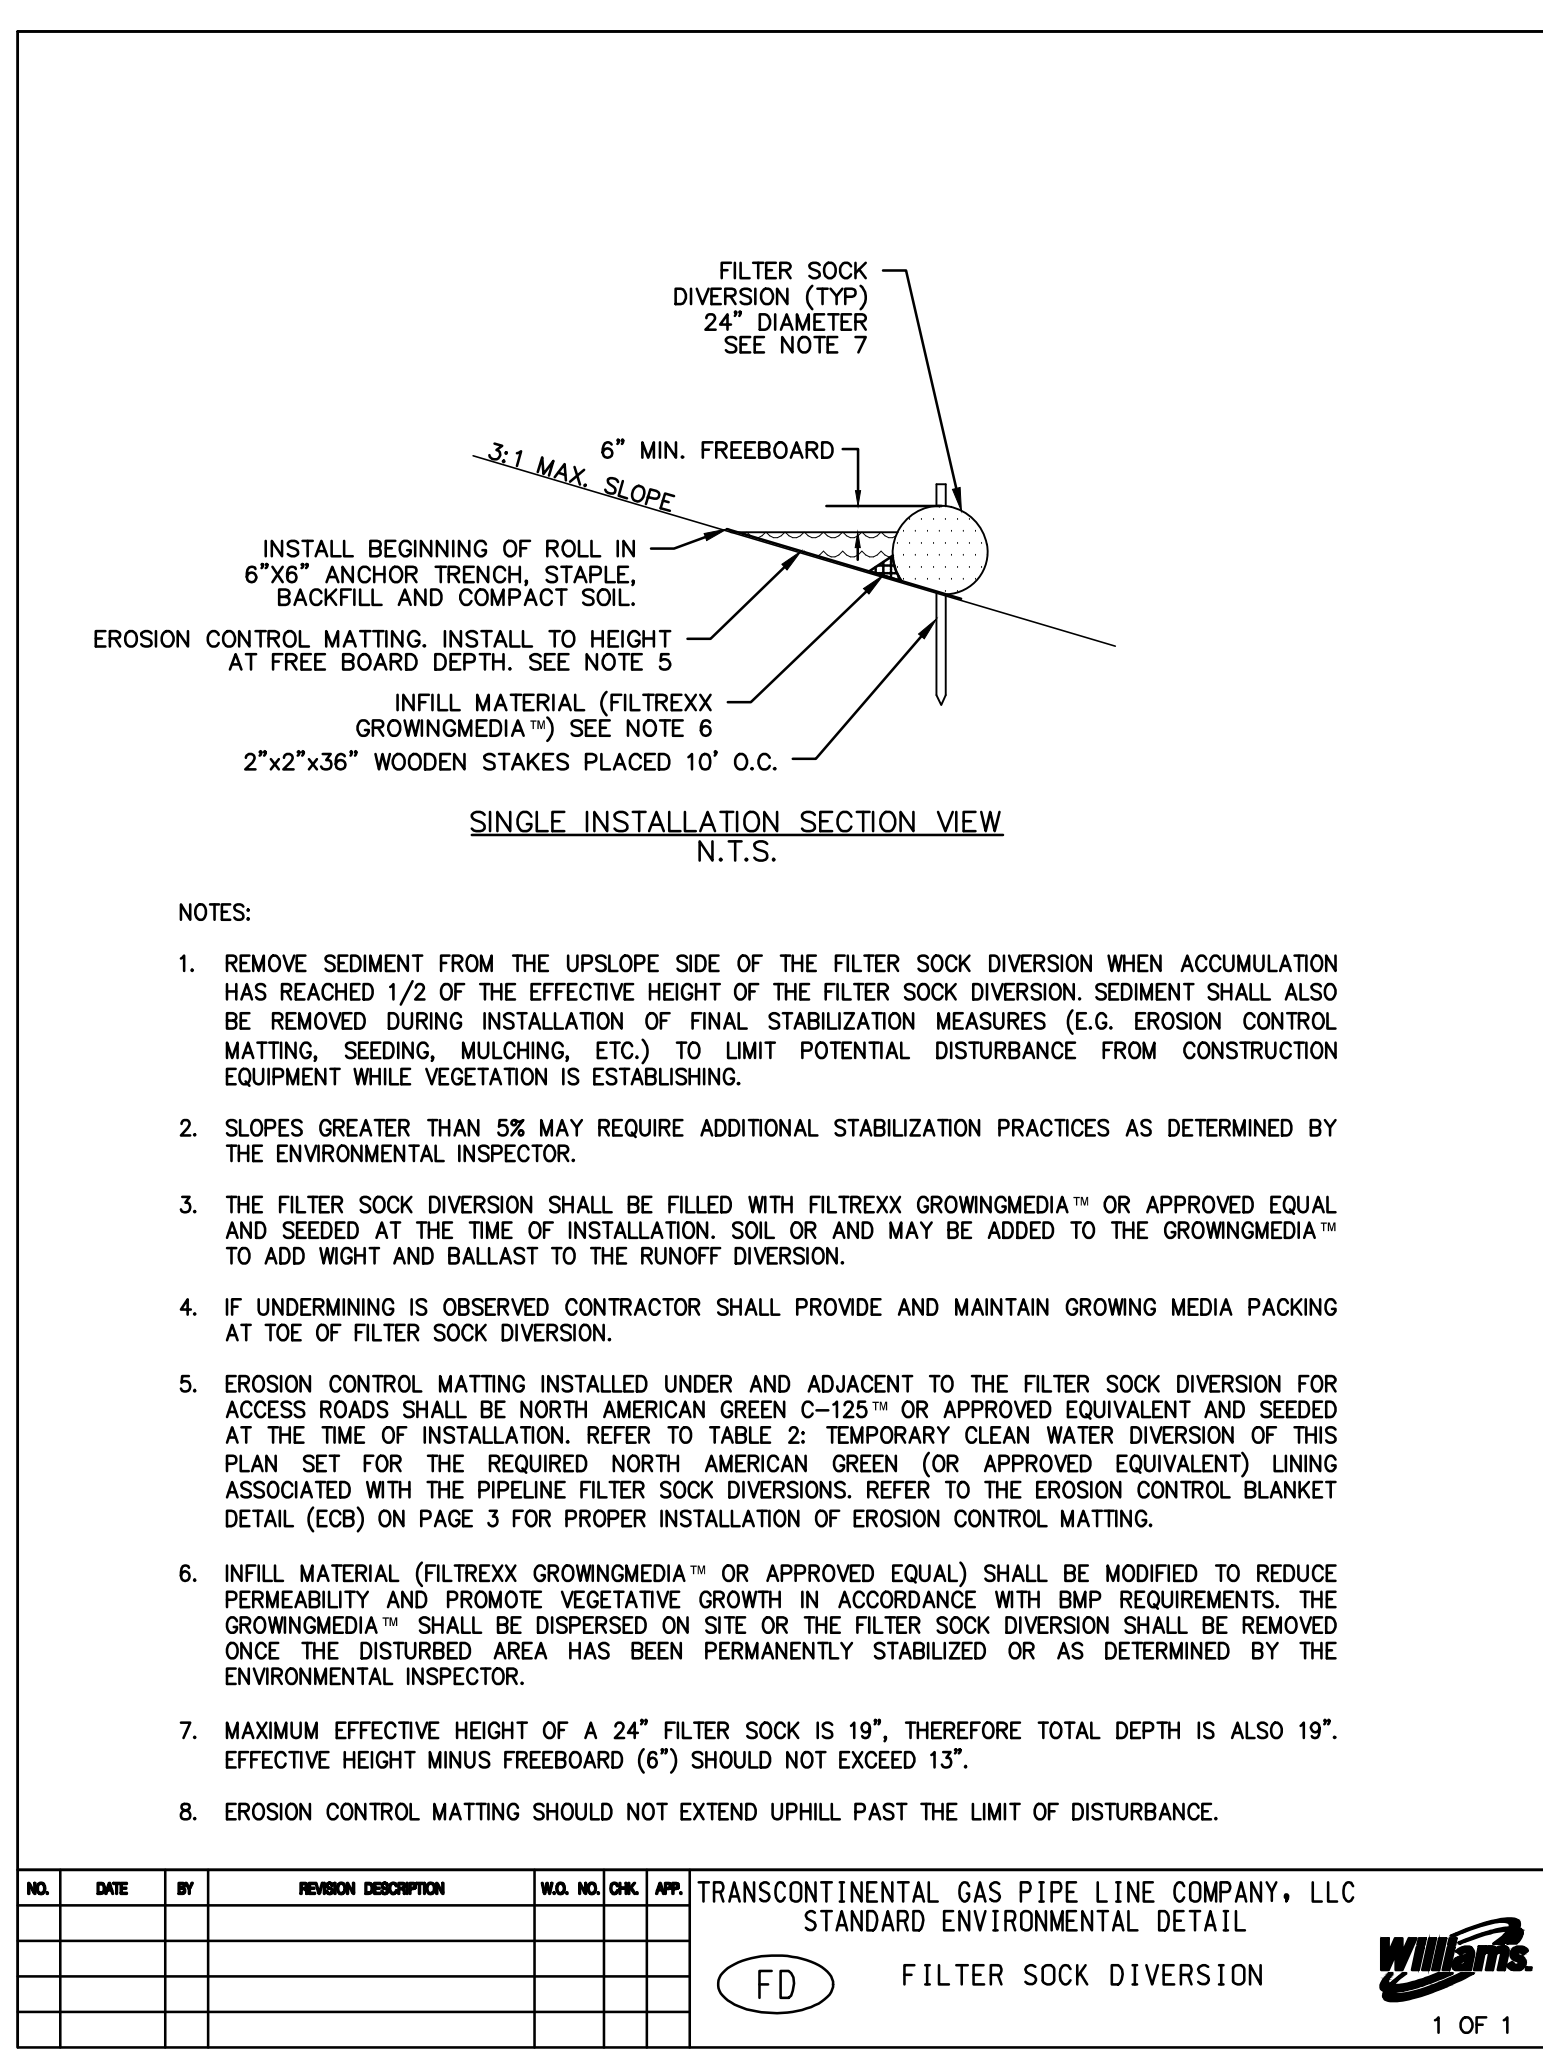 FILTER SOCK
DIVERSION (TYP)
24" DIAMETER
SEE NOTE 7
6" MIN. FREEBOARD
3:1 MAX. SLOPE
INSTALL BEGINNING OF ROLL IN
6"X6" ANCHOR TRENCH, STAPLE,
BACKFILL AND COMPACT SOIL.
EROSION CONTROL MATTING. INSTALL TO HEIGHT
AT FREE BOARD DEPTH. SEE NOTE 5
INFILL MATERIAL (FILTREXX
GROWINGMEDIA™) SEE NOTE 6
2"x2"x36" WOODEN STAKES PLACED 10' O.C.
SINGLE INSTALLATION SECTION VIEW
N.T.S.
NOTES:
1. REMOVE SEDIMENT FROM THE UPSLOPE SIDE OF THE FILTER SOCK DIVERSION WHEN ACCUMULATION
HAS REACHED 1/2 OF THE EFFECTIVE HEIGHT OF THE FILTER SOCK DIVERSION. SEDIMENT SHALL ALSO
BE REMOVED DURING INSTALLATION OF FINAL STABILIZATION MEASURES (E.G. EROSION CONTROL
MATTING, SEEDING, MULCHING, ETC.) TO LIMIT POTENTIAL DISTURBANCE FROM CONSTRUCTION
EQUIPMENT WHILE VEGETATION IS ESTABLISHING.
2. SLOPES GREATER THAN 5% MAY REQUIRE ADDITIONAL STABILIZATION PRACTICES AS DETERMINED BY
THE ENVIRONMENTAL INSPECTOR.
3. THE FILTER SOCK DIVERSION SHALL BE FILLED WITH FILTREXX GROWINGMEDIA™ OR APPROVED EQUAL
AND SEEDED AT THE TIME OF INSTALLATION. SOIL OR AND MAY BE ADDED TO THE GROWINGMEDIA™
TO ADD WIGHT AND BALLAST TO THE RUNOFF DIVERSION.
4. IF UNDERMINING IS OBSERVED CONTRACTOR SHALL PROVIDE AND MAINTAIN GROWING MEDIA PACKING
AT TOE OF FILTER SOCK DIVERSION.
5. EROSION CONTROL MATTING INSTALLED UNDER AND ADJACENT TO THE FILTER SOCK DIVERSION FOR
ACCESS ROADS SHALL BE NORTH AMERICAN GREEN C-125™ OR APPROVED EQUIVALENT AND SEEDED
AT THE TIME OF INSTALLATION. REFER TO TABLE 2: TEMPORARY CLEAN WATER DIVERSION OF THIS
PLAN SET FOR THE REQUIRED NORTH AMERICAN GREEN (OR APPROVED EQUIVALENT) LINING
ASSOCIATED WITH THE PIPELINE FILTER SOCK DIVERSIONS. REFER TO THE EROSION CONTROL BLANKET
DETAIL (ECB) ON PAGE 3 FOR PROPER INSTALLATION OF EROSION CONTROL MATTING.
6. INFILL MATERIAL (FILTREXX GROWINGMEDIA™ OR APPROVED EQUAL) SHALL BE MODIFIED TO REDUCE
PERMEABILITY AND PROMOTE VEGETATIVE GROWTH IN ACCORDANCE WITH BMP REQUIREMENTS. THE
GROWINGMEDIA™ SHALL BE DISPERSED ON SITE OR THE FILTER SOCK DIVERSION SHALL BE REMOVED
ONCE THE DISTURBED AREA HAS BEEN PERMANENTLY STABILIZED OR AS DETERMINED BY THE
ENVIRONMENTAL INSPECTOR.
7. MAXIMUM EFFECTIVE HEIGHT OF A 24" FILTER SOCK IS 19", THEREFORE TOTAL DEPTH IS ALSO 19".
EFFECTIVE HEIGHT MINUS FREEBOARD (6") SHOULD NOT EXCEED 13".
8. EROSION CONTROL MATTING SHOULD NOT EXTEND UPHILL PAST THE LIMIT OF DISTURBANCE.
NO. DATE BY REVISION DESCRIPTION W.O. NO. CHK. APP.
TRANSCONTINENTAL GAS PIPE LINE COMPANY, LLC
STANDARD ENVIRONMENTAL DETAIL
FD FILTER SOCK DIVERSION
Williams.
1 OF 1